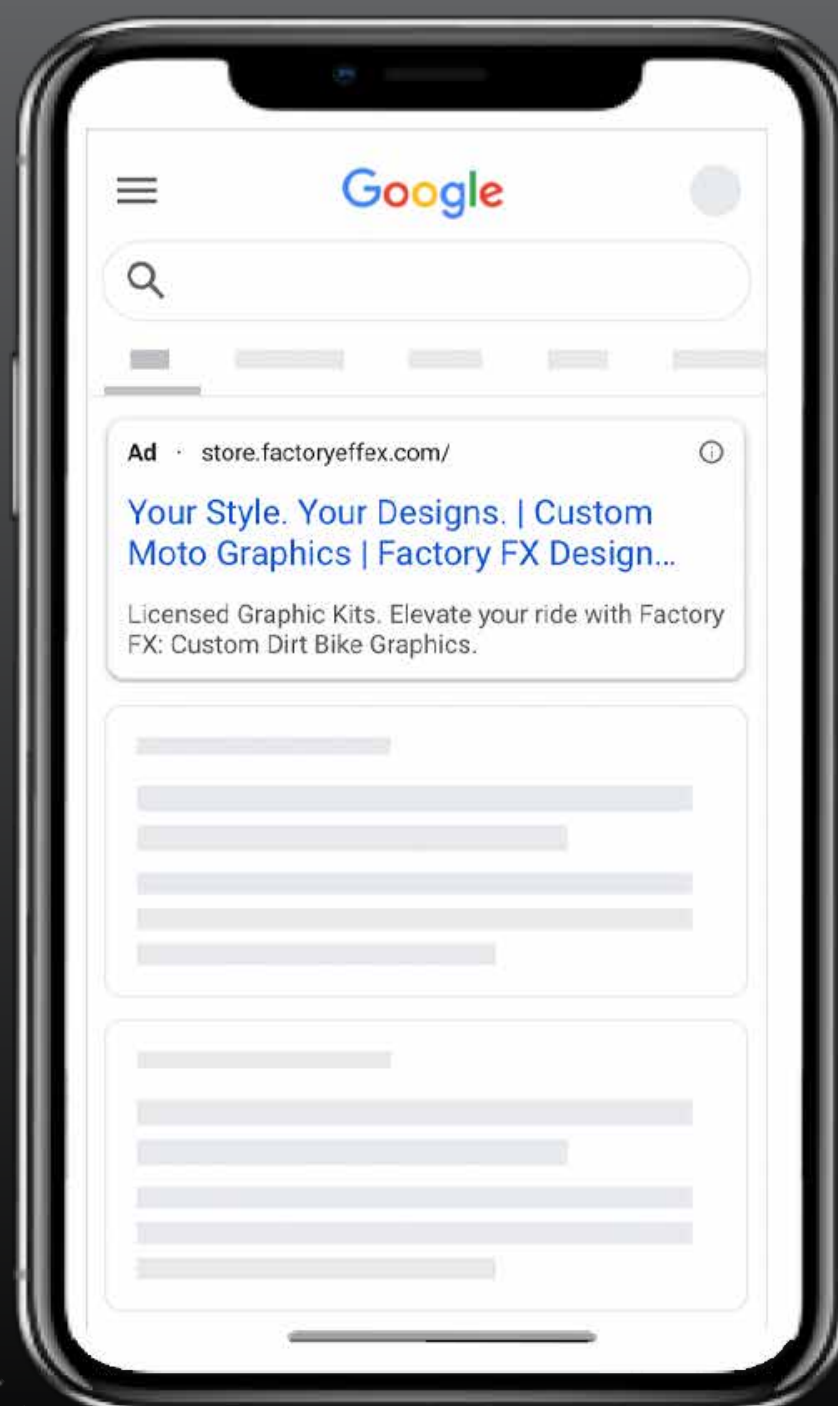 Google
Ad · store.factoryeffex.com/
Your Style. Your Designs. | Custom
Moto Graphics | Factory FX Design...
Licensed Graphic Kits. Elevate your ride with Factory
FX: Custom Dirt Bike Graphics.